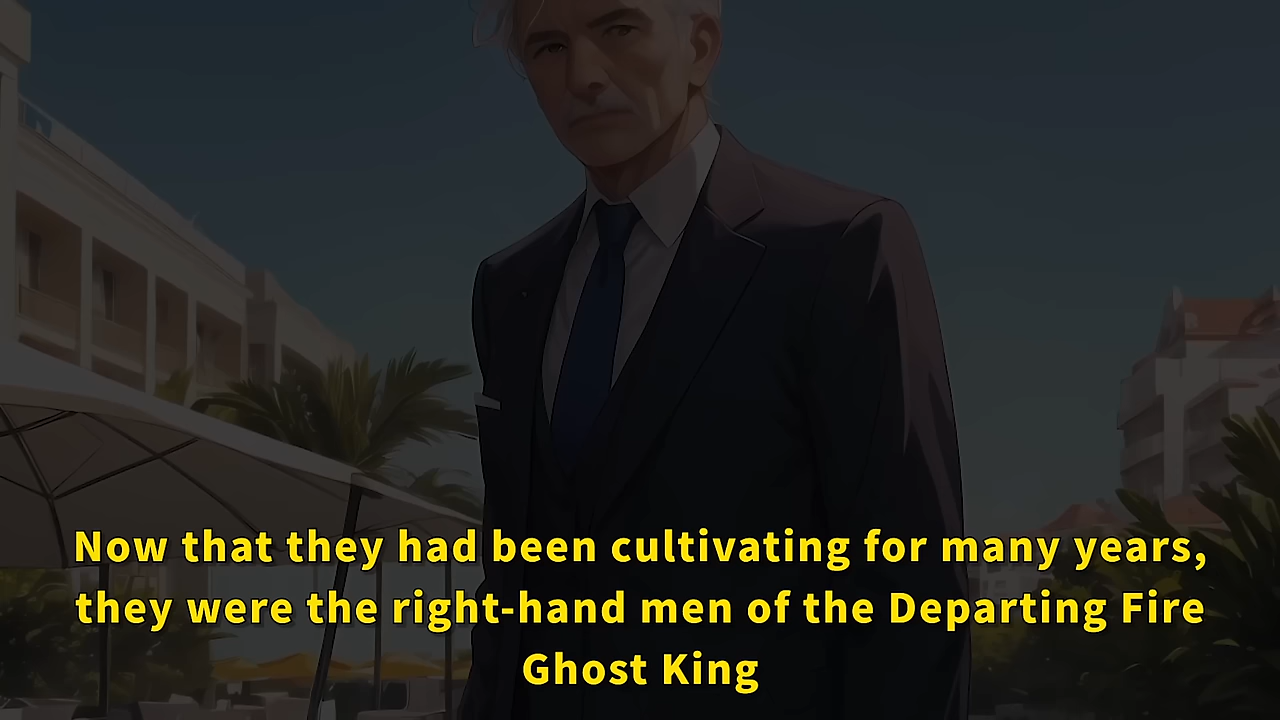 Now that they had been cultivating for many years,
they were the right-hand men of the Departing Fire
Ghost King